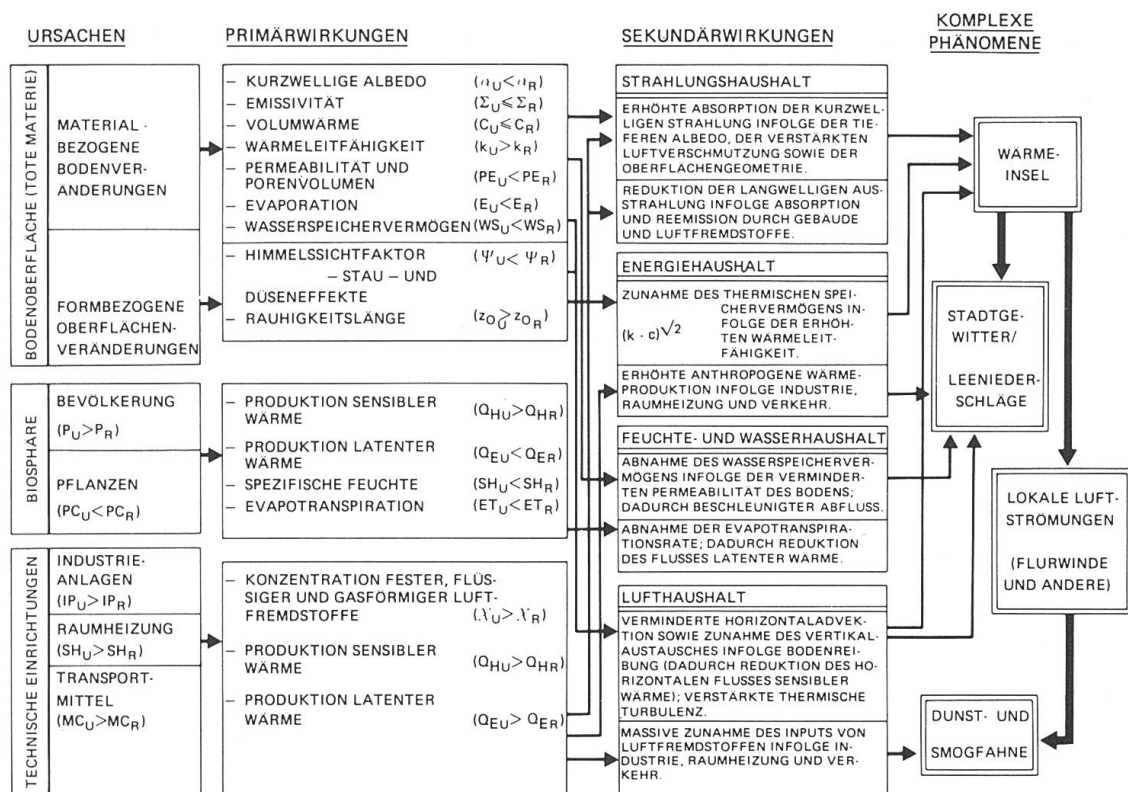 URSACHEN
BODENOBERFLÄCHE (TOTE MATERIE)
MATERIAL-
BEZOGENE
BODENVER-
ÄNDERUNGEN
FORMBEZOGENE
OBERFLÄCHEN-
VERÄNDERUNGEN
BIOSPHÄRE
BEVÖLKERUNG
(PU>PR)
PFLANZEN
(PCU<PCR)
TECHNISCHE EINRICHTUNGEN
INDUSTRIE-
ANLAGEN
(IPU>IPR)
RAUMHEIZUNG
(SHU>SHR)
TRANSPORT-
MITTEL
(MCU>MCR)
PRIMÄRWIRKUNGEN
– KURZWELLIGE ALBEDO (αU<αR)
– EMISSIVITÄT (ΣU≤ΣR)
– VOLUMWÄRME (CU≤CR)
– WÄRMELEITFÄHIGKEIT (kU>kR)
– PERMEABILITÄT UND
PORENVOLUMEN (PEU<PER)
– EVAPORATION (EU<ER)
– WASSERSPEICHERVERMÖGEN (WSU<WSR)
– HIMMELSSICHTFAKTOR (ΨU<ΨR)
– STAU – UND
DÜSENEFFEKTE
– RAUHIGKEITSLÄNGE (zOU>zOR)
– PRODUKTION SENSIBLER
WÄRME (QHU>QHR)
– PRODUKTION LATENTER
WÄRME (QEU<QER)
– SPEZIFISCHE FEUCHTE (SHU<SHR)
– EVAPOTRANSPIRATION (ETU<ETR)
– KONZENTRATION FESTER, FLÜS-
SIGER UND GASFÖRMIGER LUFT-
FREMDSTOFFE (XU>XR)
– PRODUKTION SENSIBLER
WÄRME (QHU>QHR)
– PRODUKTION LATENTER
WÄRME (QEU>QER)
SEKUNDÄRWIRKUNGEN
STRAHLUNGSHAUSHALT
ERHÖHTE ABSORPTION DER KURZWEL-
LIGEN STRAHLUNG INFOLGE DER TIE-
FEREN ALBEDO, DER VERSTÄRKTEN
LUFTVERSCHMUTZUNG SOWIE DER
OBERFLÄCHENGEOMETRIE.
REDUKTION DER LANGWELLIGEN AUS-
STRAHLUNG INFOLGE ABSORPTION
UND REEMISSION DURCH GEBÄUDE
UND LUFTFREMDSTOFFE.
ENERGIEHAUSHALT
ZUNAHME DES THERMISCHEN SPEI-
CHERVERMÖGENS IN-
(k · c)√2 FOLGE DER ERHÖH-
TEN WÄRMELEIT-
FÄHIGKEIT.
ERHÖHTE ANTHROPOGENE WÄRME-
PRODUKTION INFOLGE INDUSTRIE,
RAUMHEIZUNG UND VERKEHR.
FEUCHTE- UND WASSERHAUSHALT
ABNAHME DES WASSERSPEICHERVER-
MÖGENS INFOLGE DER VERMINDER-
TEN PERMEABILITÄT DES BODENS;
DADURCH BESCHLEUNIGTER ABFLUSS.
ABNAHME DER EVAPOTRANSPIRA-
TIONSRATE; DADURCH REDUKTION
DES FLUSSES LATENTER WÄRME.
LUFTHAUSHALT
VERMINDERTE HORIZONTALADVEK-
TION SOWIE ZUNAHME DES VERTIKAL-
AUSTAUSCHES INFOLGE BODENREI-
BUNG (DADURCH REDUKTION DES HO-
RIZONTALEN FLUSSES SENSIBLER
WÄRME); VERSTÄRKTE THERMISCHE
TURBULENZ.
MASSIVE ZUNAHME DES INPUTS VON
LUFTFREMDSTOFFEN INFOLGE IN-
DUSTRIE, RAUMHEIZUNG UND VER-
KEHR.
KOMPLEXE
PHÄNOMENE
WÄRME-
INSEL
STADTGE-
WITTER/
LEENIEDER-
SCHLÄGE
LOKALE LUFT-
STRÖMUNGEN
(FLURWINDE
UND ANDERE)
DUNST- UND
SMOGFAHNE